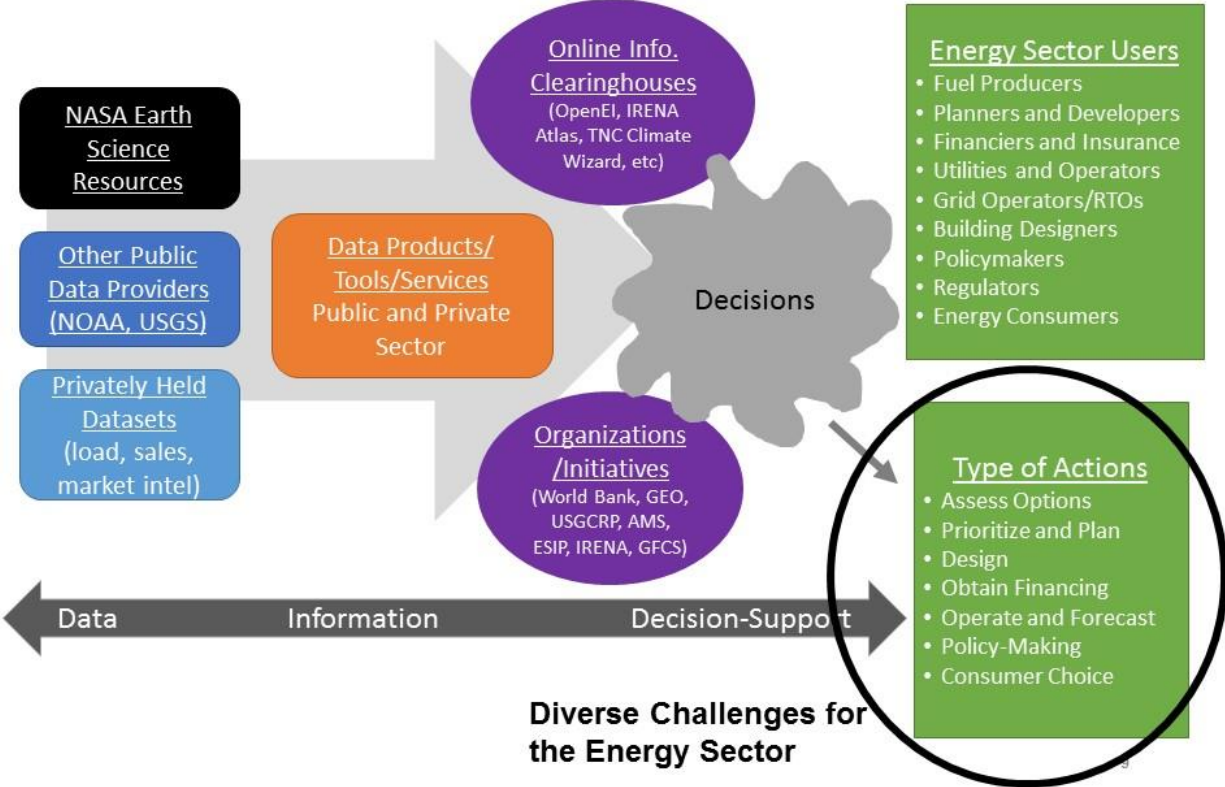 NASA Earth
Science
Resources
Other Public
Data Providers
(NOAA, USGS)
Privately Held
Datasets
(load, sales,
market intel)
Data Products/
Tools/Services
Public and Private
Sector
Online Info.
Clearinghouses
(OpenEI, IRENA
Atlas, TNC Climate
Wizard, etc)
Organizations
/Initiatives
(World Bank, GEO,
USGCRP, AMS,
ESIP, IRENA, GFCS)
Decisions
Energy Sector Users
• Fuel Producers
• Planners and Developers
• Financiers and Insurance
• Utilities and Operators
• Grid Operators/RTOs
• Building Designers
• Policymakers
• Regulators
• Energy Consumers
Type of Actions
• Assess Options
• Prioritize and Plan
• Design
• Obtain Financing
• Operate and Forecast
• Policy-Making
• Consumer Choice
Data Information Decision-Support
Diverse Challenges for
the Energy Sector